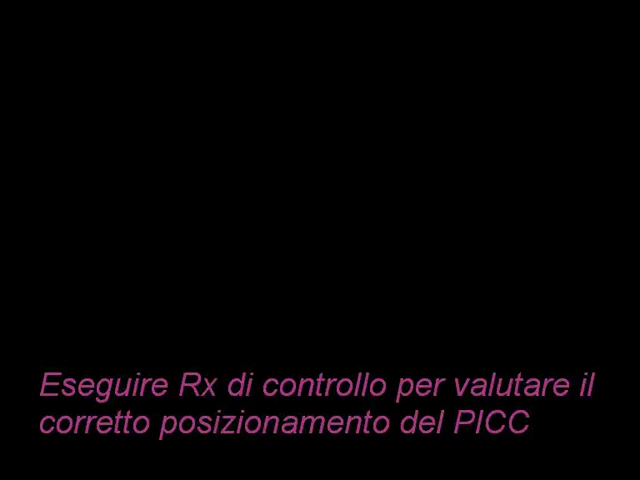 Eseguire Rx di controllo per valutare il
corretto posizionamento del PICC